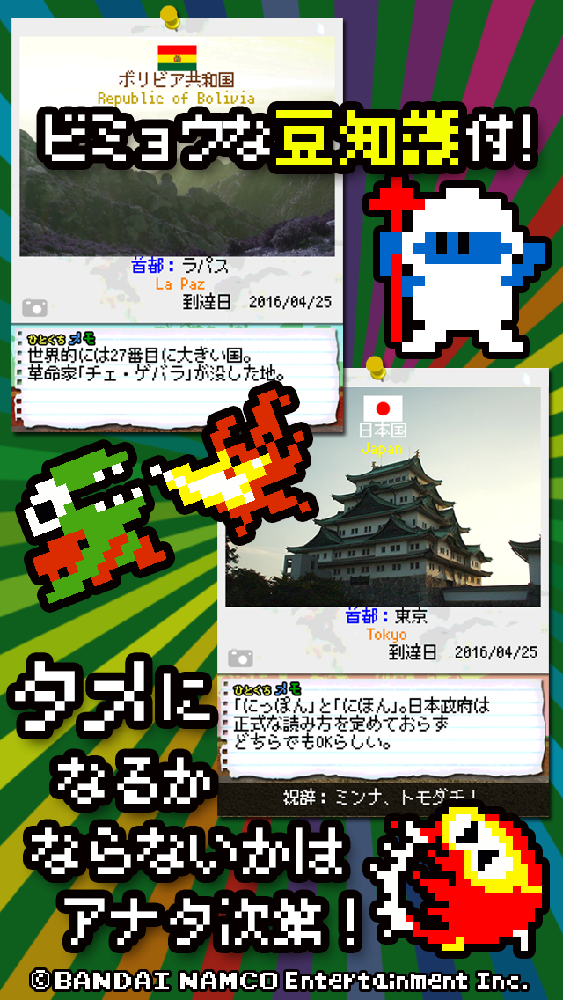 ボリビア共和国
Republic of Bolivia
ビミョウな豆知識付!
首都：ラパス
La Paz
到達日 2016/04/25
ひとくちメモ
世界的には27番目に大きい国。
革命家「チェ・ゲバラ」が没した地。
日本国
Japan
首都：東京
Tokyo
到達日 2016/04/25
ひとくちメモ
「にっぽん」と「にほん」。日本政府は
正式な読み方を定めておらず
どちらでもOKらしい。
祝辞：ミンナ、トモダチ！
タメに
なるか
ならないかは
アナタ次第！
©BANDAI NAMCO Entertainment Inc.